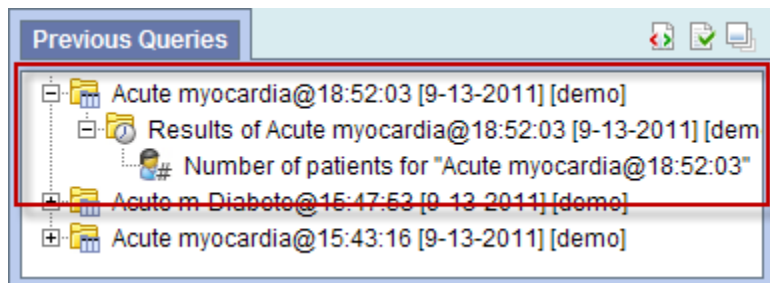 Previous Queries
Acute myocardia@18:52:03 [9-13-2011] [demo]
Results of Acute myocardia@18:52:03 [9-13-2011] [dem
Number of patients for "Acute myocardia@18:52:03"
Acute m-Diabete@15:47:53 [9-13-2011] [demo]
Acute myocardia@15:43:16 [9-13-2011] [demo]